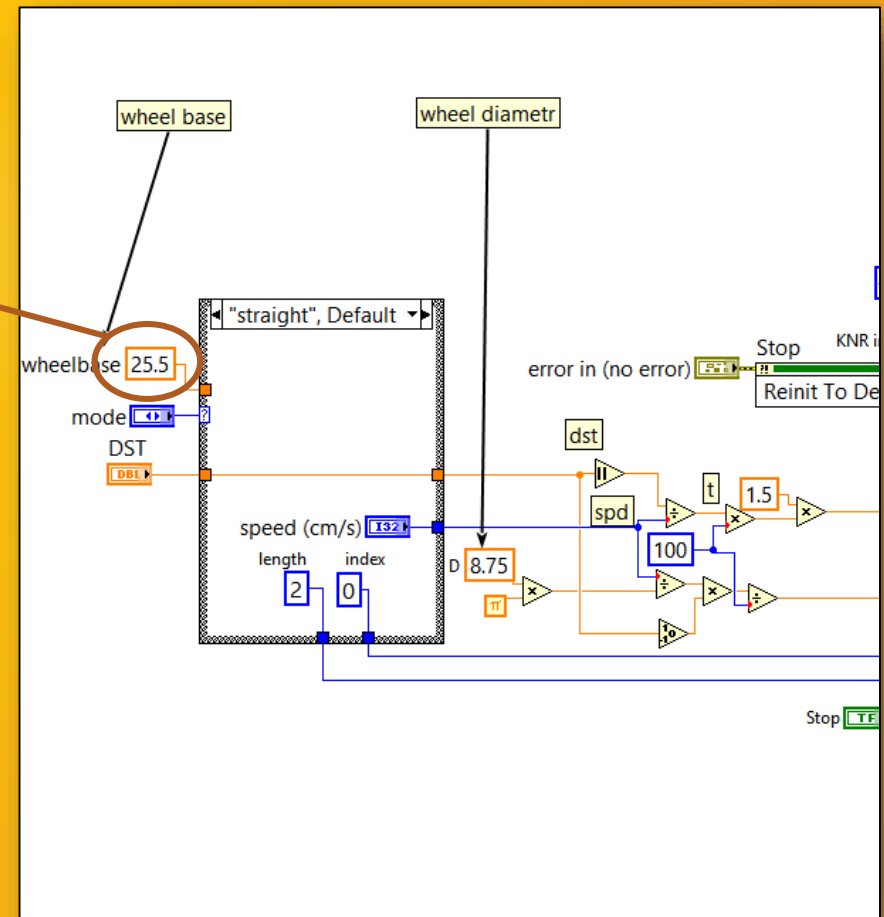 wheel base
wheel diametr
"straight", Default
wheelbase 25.5
mode
DST
DBL
speed (cm/s) I32
length index
2 0
error in (no error)
Stop KNR i
Reinit To De
dst
t
1.5
spd
100
D 8.75
π
Stop TF